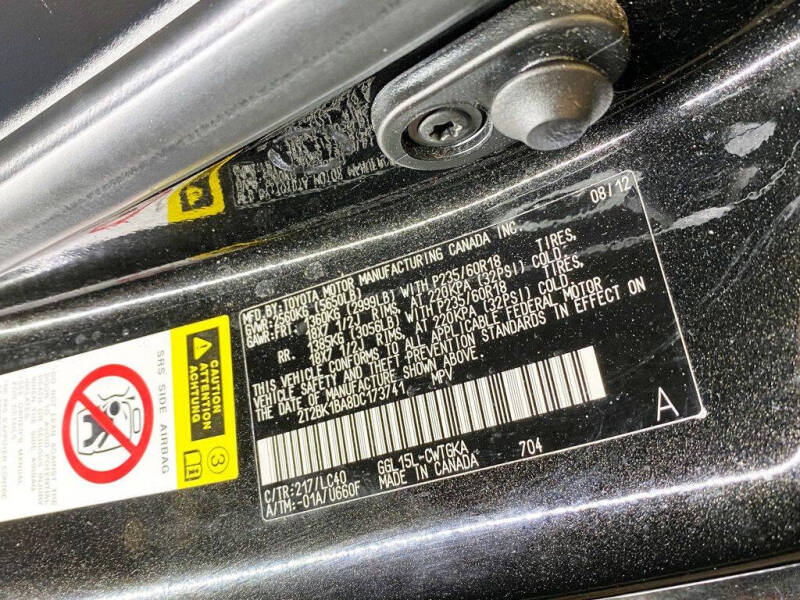 08/12
MFD.BY: TOYOTA MOTOR MANUFACTURING CANADA INC.
GVWR: 2560KG (5650LB)
GAWR: FRT. 1360KG (2999LB) WITH P235/60R18 TIRES,
18X7 1/2J RIMS, AT 220KPA (32PSI) COLD.
RR. 1385KG (3056LB) WITH P235/60R18 TIRES,
18X7 1/2J RIMS, AT 220KPA (32PSI) COLD.
THIS VEHICLE CONFORMS TO ALL APPLICABLE FEDERAL MOTOR
VEHICLE SAFETY AND THEFT PREVENTION STANDARDS IN EFFECT ON
THE DATE OF MANUFACTURE SHOWN ABOVE.
2T2BK1BA8DC173741 MPV
A
GGL15L-CWTGKA 704
C/TR:217/LC40 MADE IN CANADA
A/TM:-01A/U660F
CAUTION
ATTENTION
ACHTUNG
3
SRS SIDE AIRBAG